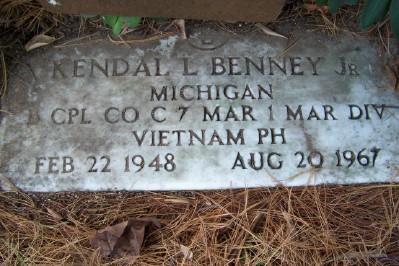 KENDAL L BENNEY JR
MICHIGAN
CPL CO C 7 MAR 1 MAR DIV
VIETNAM PH
FEB 22 1948 AUG 20 1967